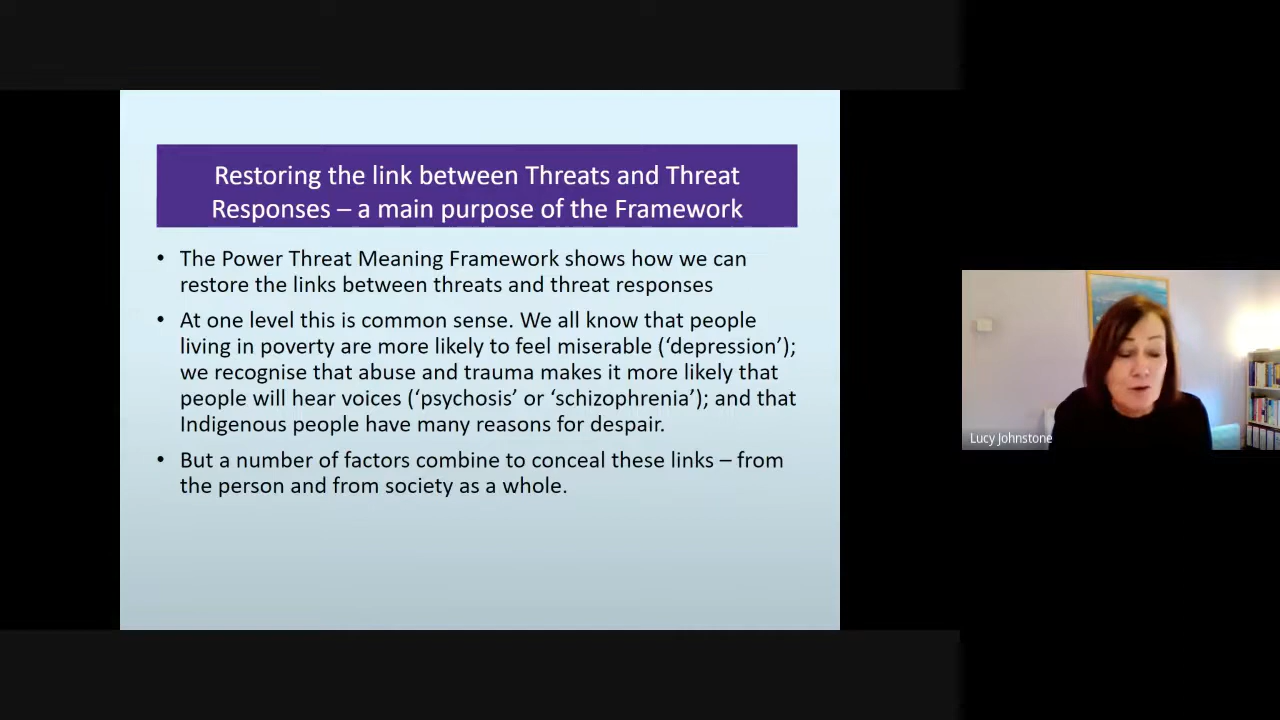 Restoring the link between Threats and Threat
Responses – a main purpose of the Framework
• The Power Threat Meaning Framework shows how we can
restore the links between threats and threat responses
• At one level this is common sense. We all know that people
living in poverty are more likely to feel miserable (‘depression’);
we recognise that abuse and trauma makes it more likely that
people will hear voices (‘psychosis’ or ‘schizophrenia’); and that
Indigenous people have many reasons for despair.
• But a number of factors combine to conceal these links – from
the person and from society as a whole.
Lucy Johnstone